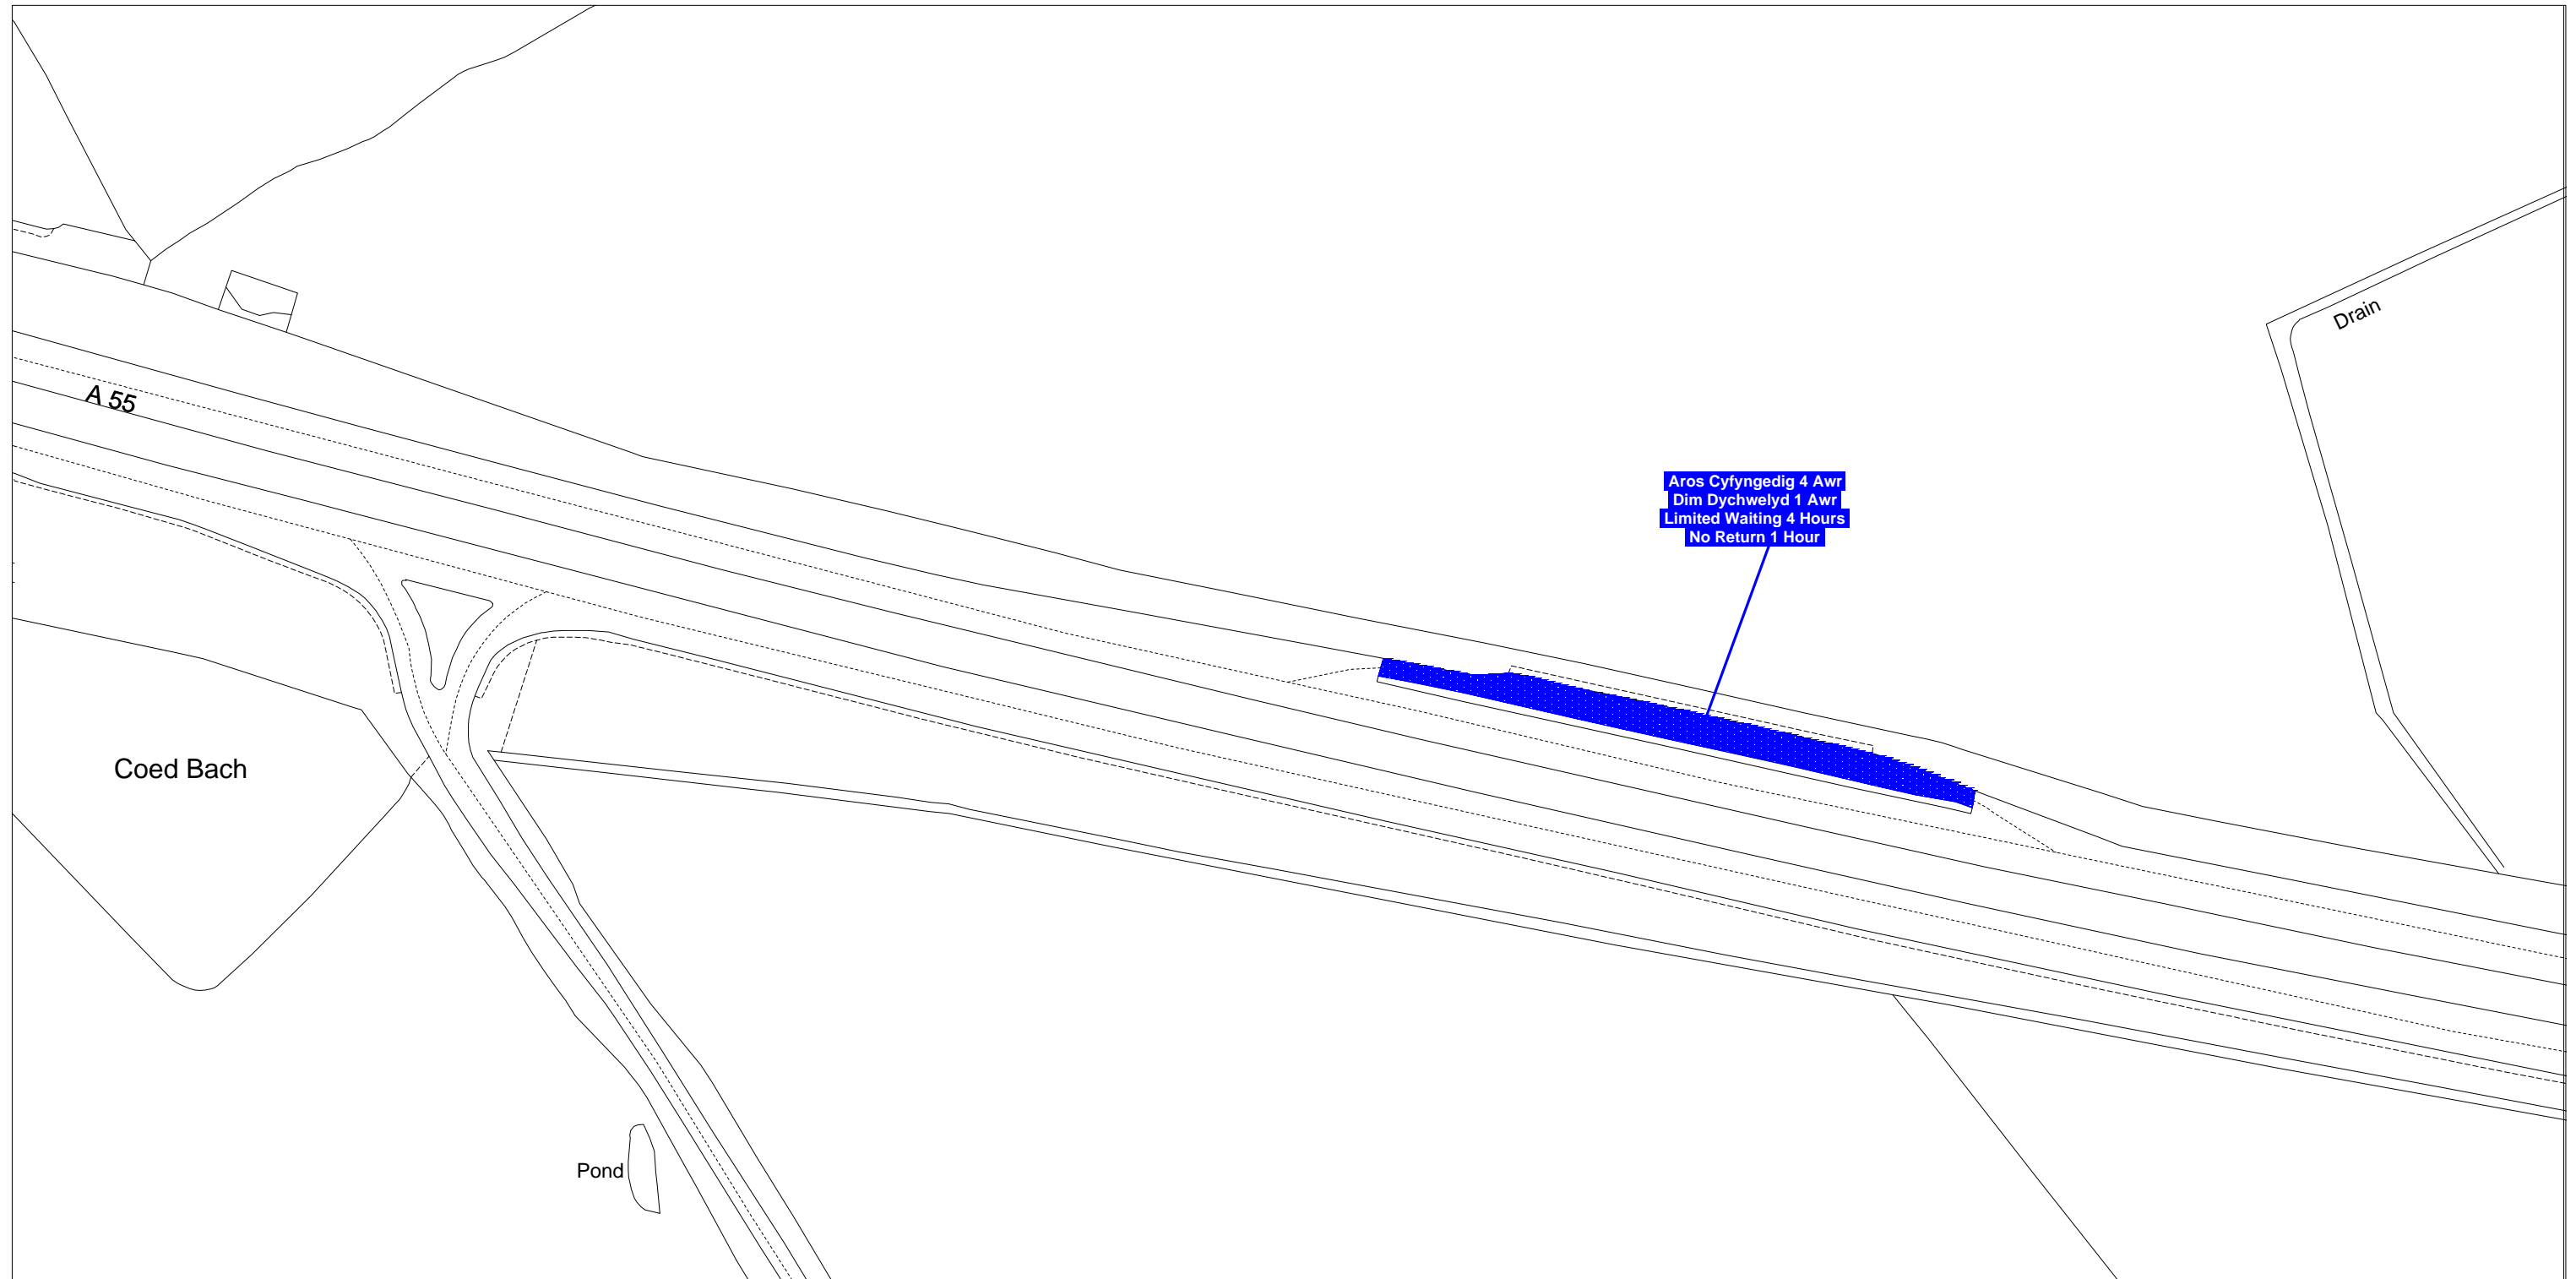 Drain
A 55
Aros Cyfyngedig 4 Awr
Dim Dychwelyd 1 Awr
Limited Waiting 4 Hours
No Return 1 Hour
Coed Bach
Pond